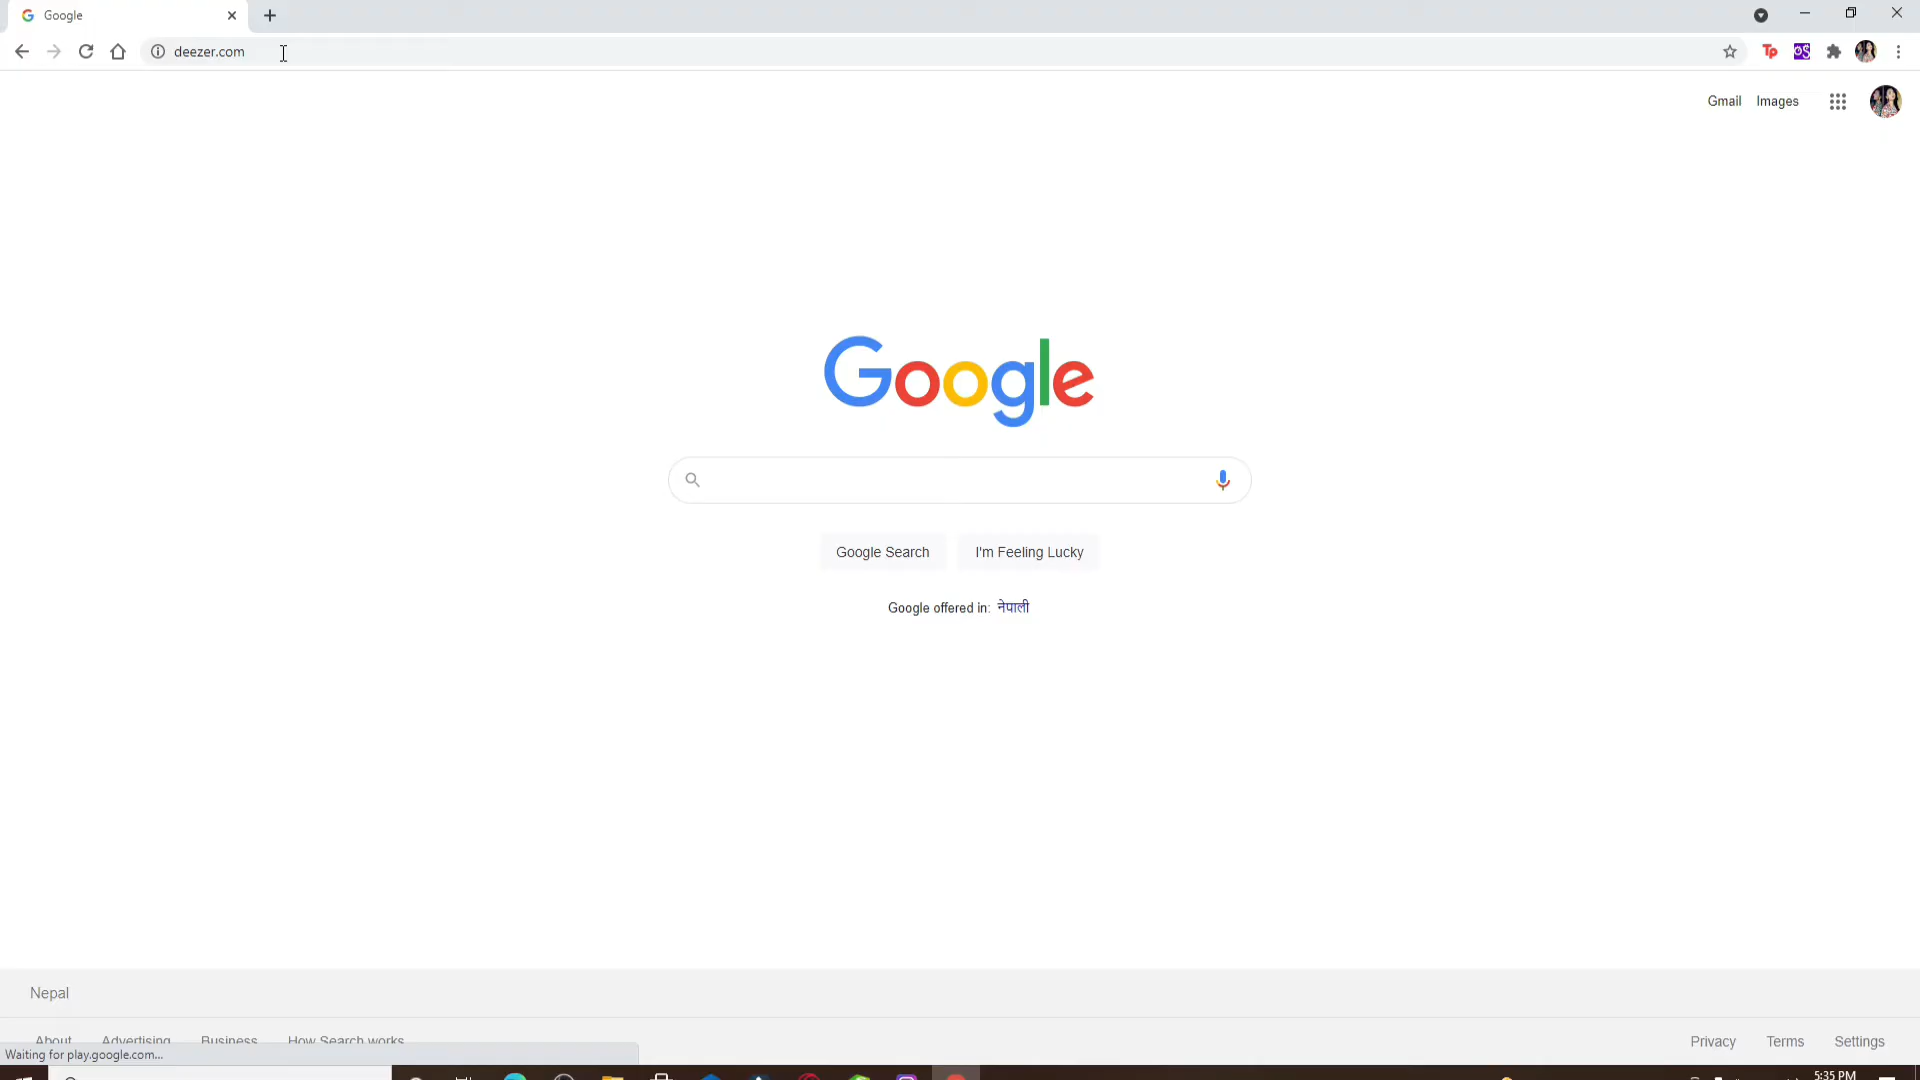 Google
deezer.com
Tp
Gmail Images
Google
Google Search I'm Feeling Lucky
Google offered in: नेपाली
Nepal
About Advertising Business How Search works
Privacy Terms Settings
Waiting for play.google.com...
5:35 PM